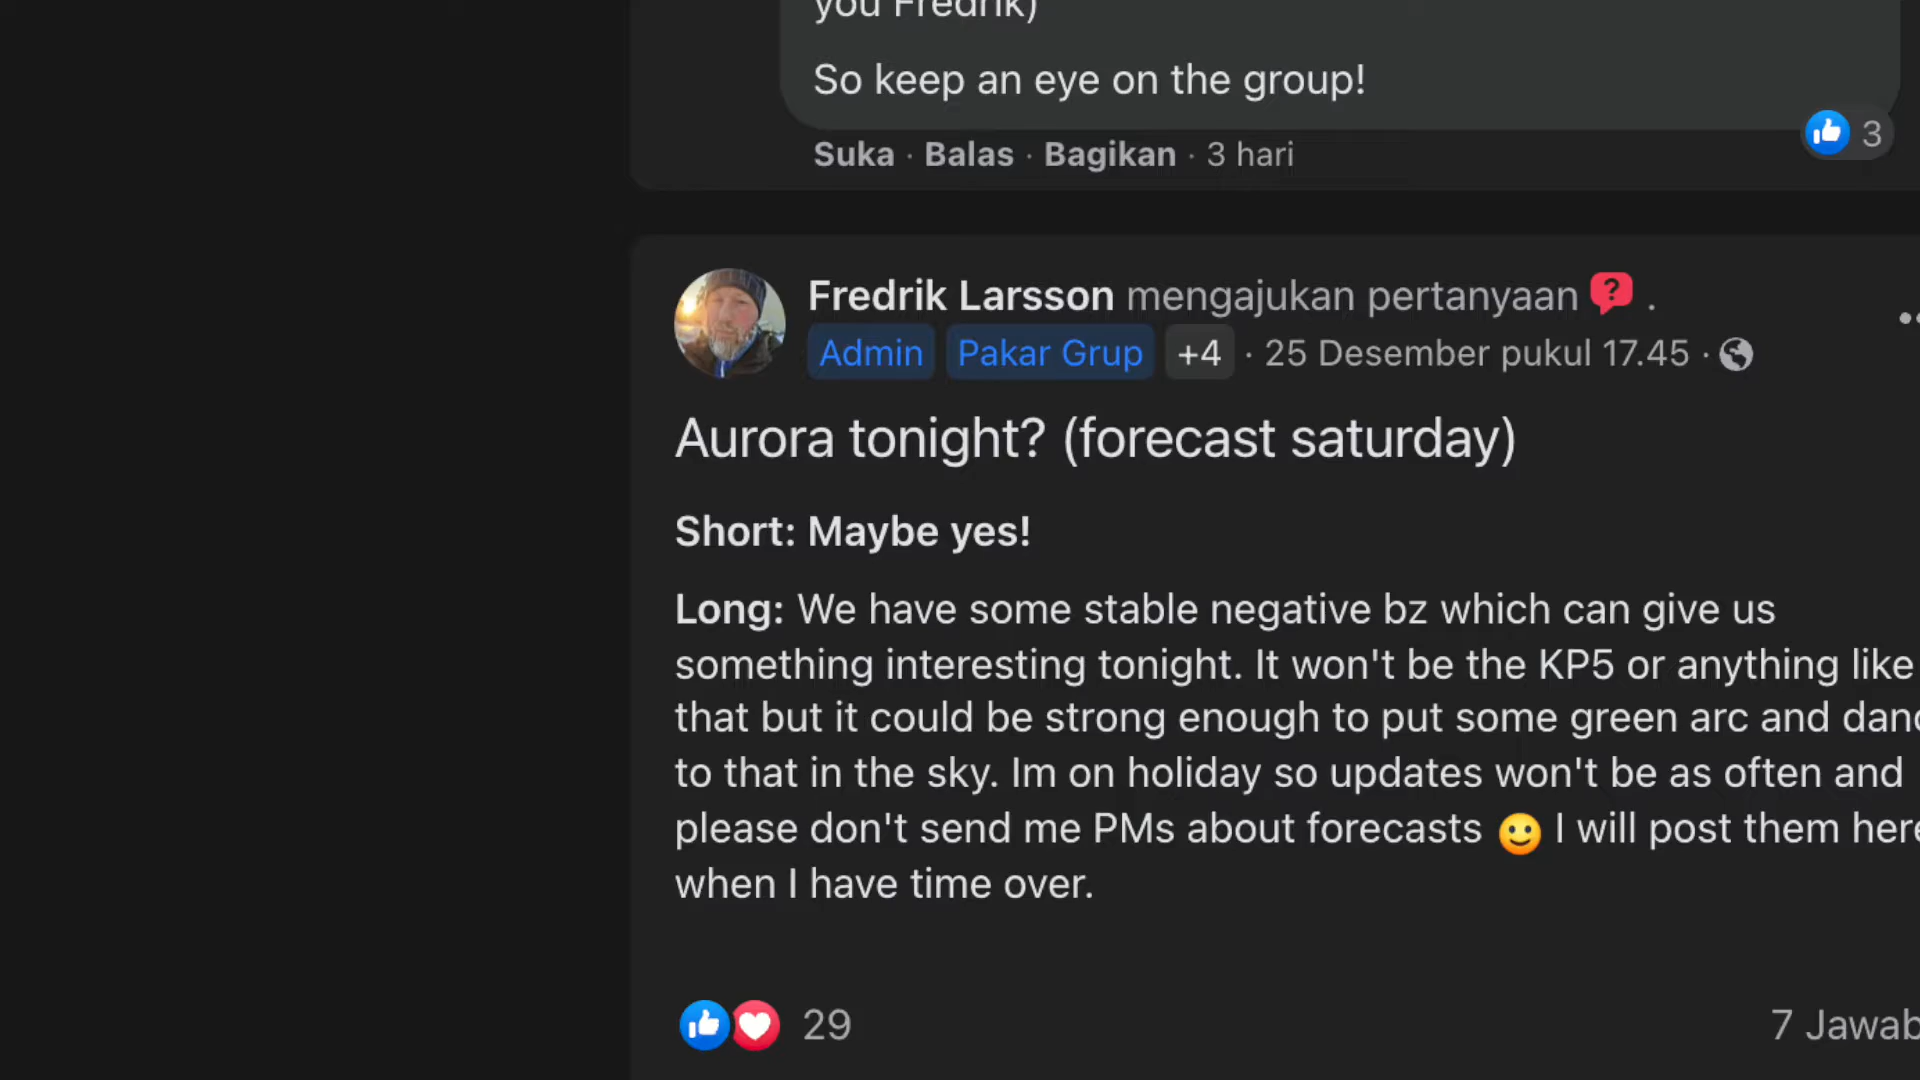 you Fredrik)
So keep an eye on the group!
Suka · Balas · Bagikan · 3 hari
3
Fredrik Larsson mengajukan pertanyaan .
Admin Pakar Grup +4 · 25 Desember pukul 17.45 ·
Aurora tonight? (forecast saturday)
Short: Maybe yes!
Long: We have some stable negative bz which can give us
something interesting tonight. It won't be the KP5 or anything like
that but it could be strong enough to put some green arc and danc
to that in the sky. Im on holiday so updates won't be as often and
please don't send me PMs about forecasts 🙂 I will post them here
when I have time over.
29
7 Jawab